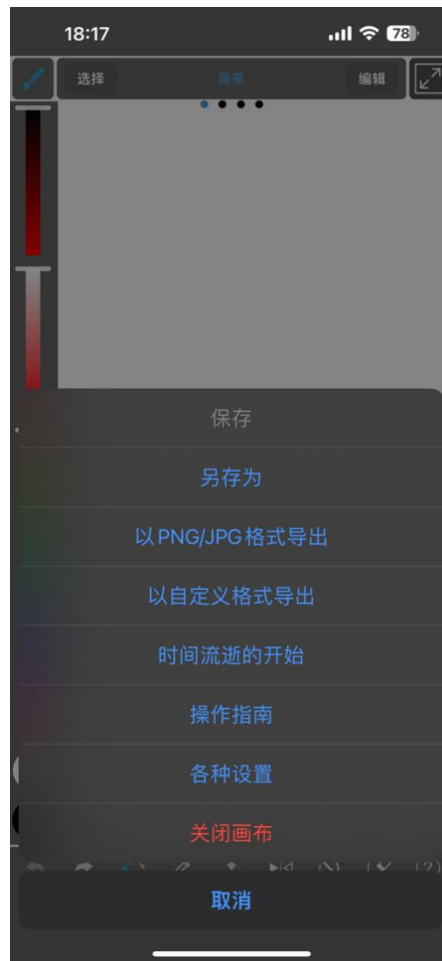 18:17
78
选择
画笔
编辑
保存
另存为
以PNG/JPG格式导出
以自定义格式导出
时间流逝的开始
操作指南
各种设置
关闭画布
(?)
取消